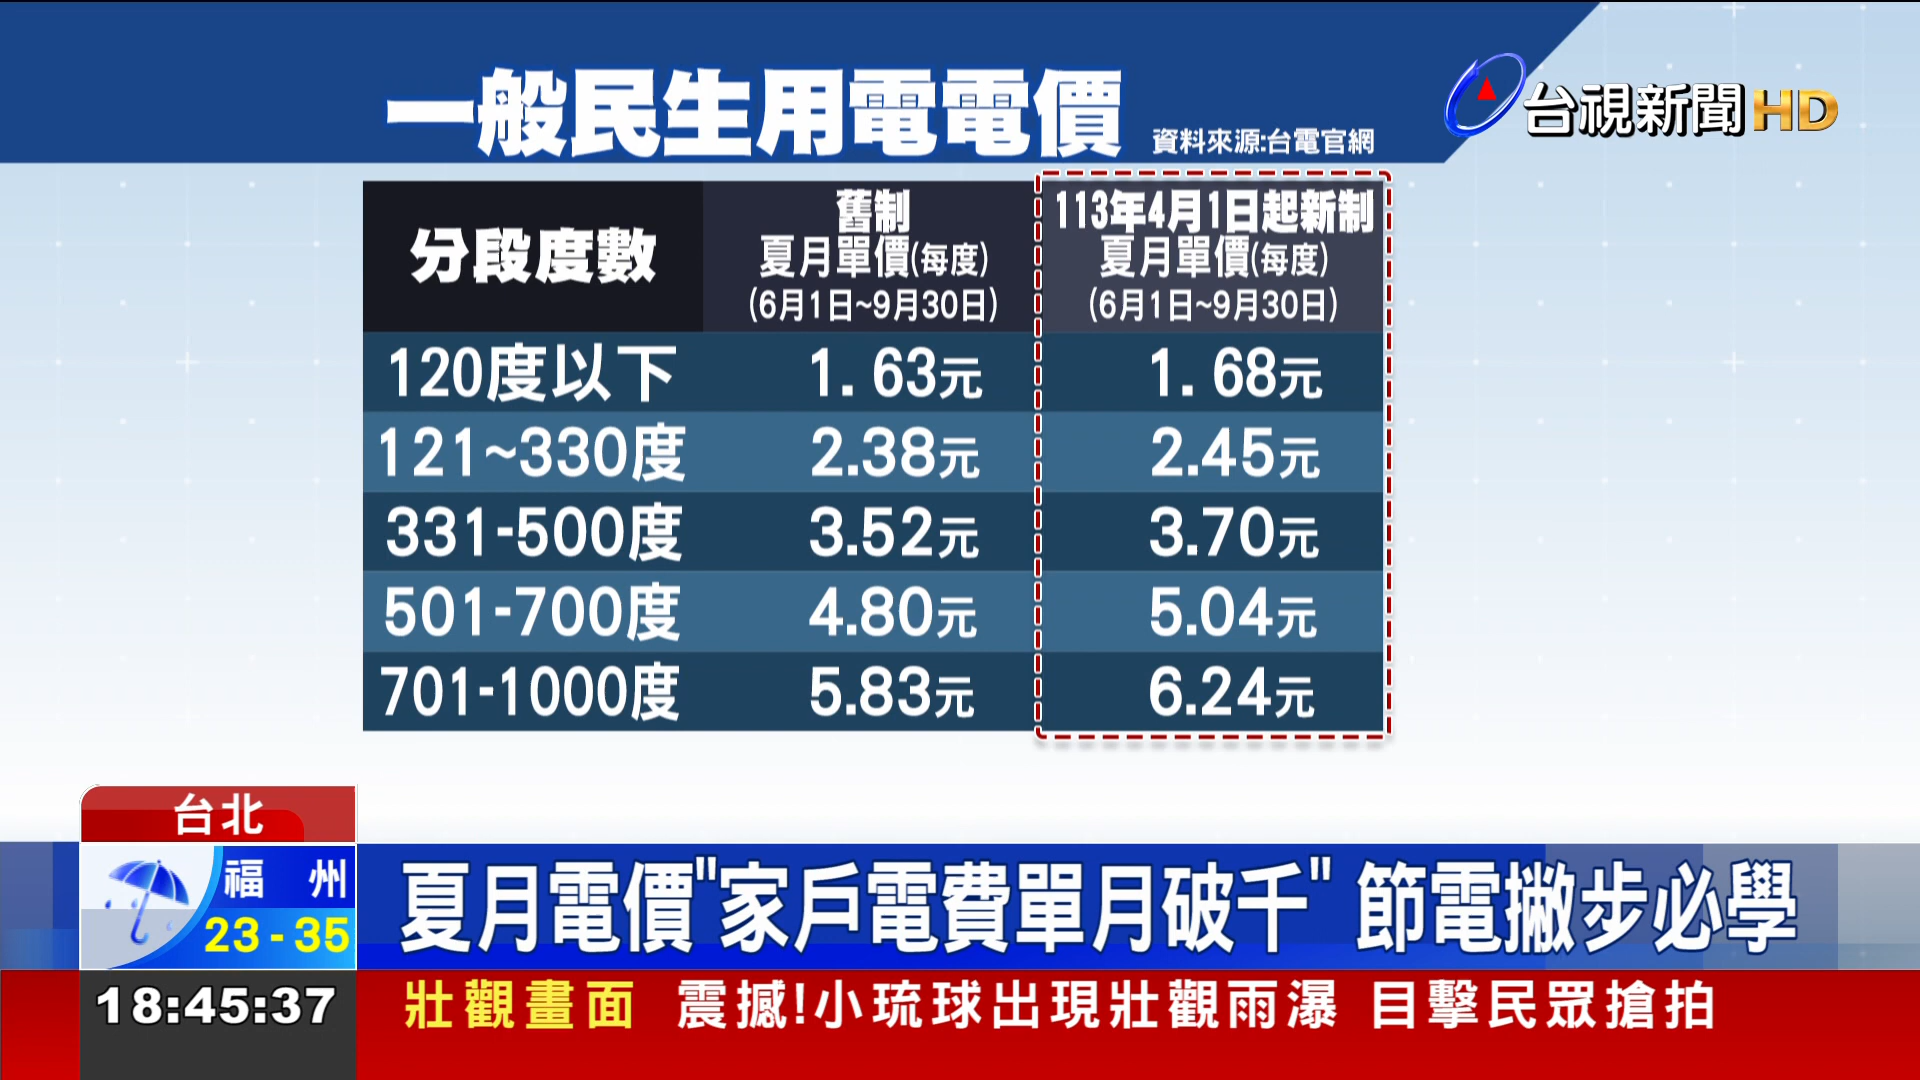 一般民生用電電價 資料來源:台電官網
台視新聞HD
分段度數
舊制
夏月單價(每度)
(6月1日~9月30日)
113年4月1日起新制
夏月單價(每度)
(6月1日~9月30日)
120度以下 1.63元 1.68元
121~330度 2.38元 2.45元
331-500度 3.52元 3.70元
501-700度 4.80元 5.04元
701-1000度 5.83元 6.24元
台北
福州
23-35
夏月電價"家戶電費單月破千" 節電撇步必學
18:45:37
壯觀畫面 震撼!小琉球出現壯觀雨瀑 目擊民眾搶拍